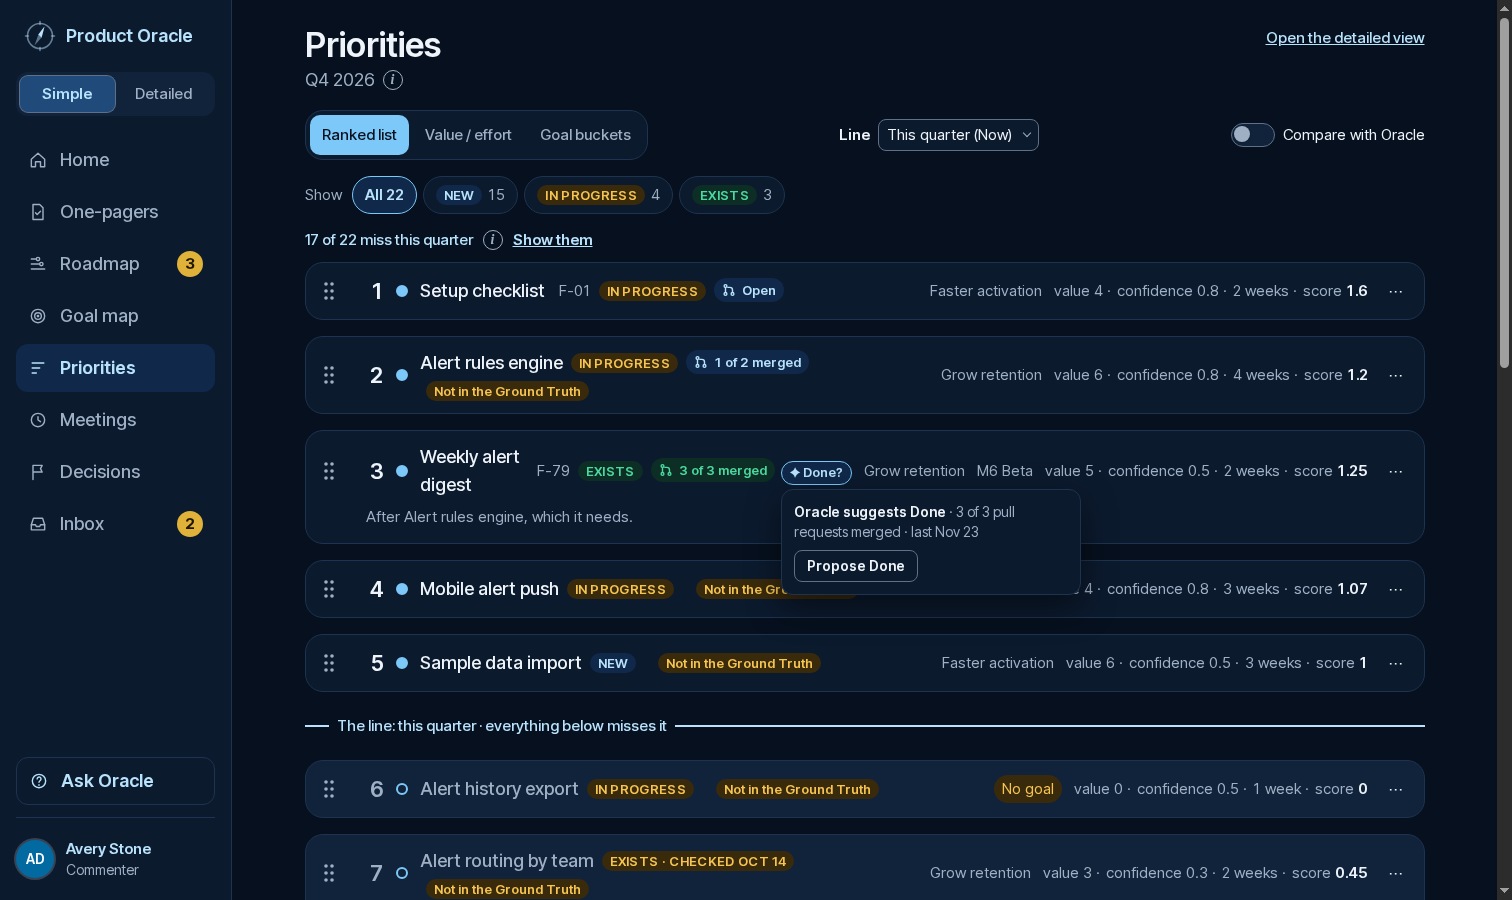 Product Oracle
Simple
Detailed
Home
One-pagers
Roadmap
3
Goal map
Priorities
Meetings
Decisions
Inbox
2
Ask Oracle
AD
Avery Stone
Commenter
Priorities
Open the detailed view
Q4 2026 i
Ranked list
Value / effort
Goal buckets
Line
This quarter (Now)
Compare with Oracle
Show
All 22
NEW 15
IN PROGRESS 4
EXISTS 3
17 of 22 miss this quarter i Show them
1 Setup checklist F-01 IN PROGRESS Open Faster activation value 4 · confidence 0.8 · 2 weeks · score 1.6 ···
2 Alert rules engine IN PROGRESS 1 of 2 merged Grow retention value 6 · confidence 0.8 · 4 weeks · score 1.2 ···
Not in the Ground Truth
3 Weekly alert digest F-79 EXISTS 3 of 3 merged Done? Grow retention M6 Beta value 5 · confidence 0.5 · 2 weeks · score 1.25 ···
After Alert rules engine, which it needs.
Oracle suggests Done · 3 of 3 pull
requests merged · last Nov 23
Propose Done
4 Mobile alert push IN PROGRESS Not in the 4 · confidence 0.8 · 3 weeks · score 1.07 ···
5 Sample data import NEW Not in the Ground Truth Faster activation value 6 · confidence 0.5 · 3 weeks · score 1 ···
The line: this quarter · everything below misses it
6 Alert history export IN PROGRESS Not in the Ground Truth No goal value 0 · confidence 0.5 · 1 week · score 0 ···
7 Alert routing by team EXISTS · CHECKED OCT 14 Grow retention value 3 · confidence 0.3 · 2 weeks · score 0.45 ···
Not in the Ground Truth